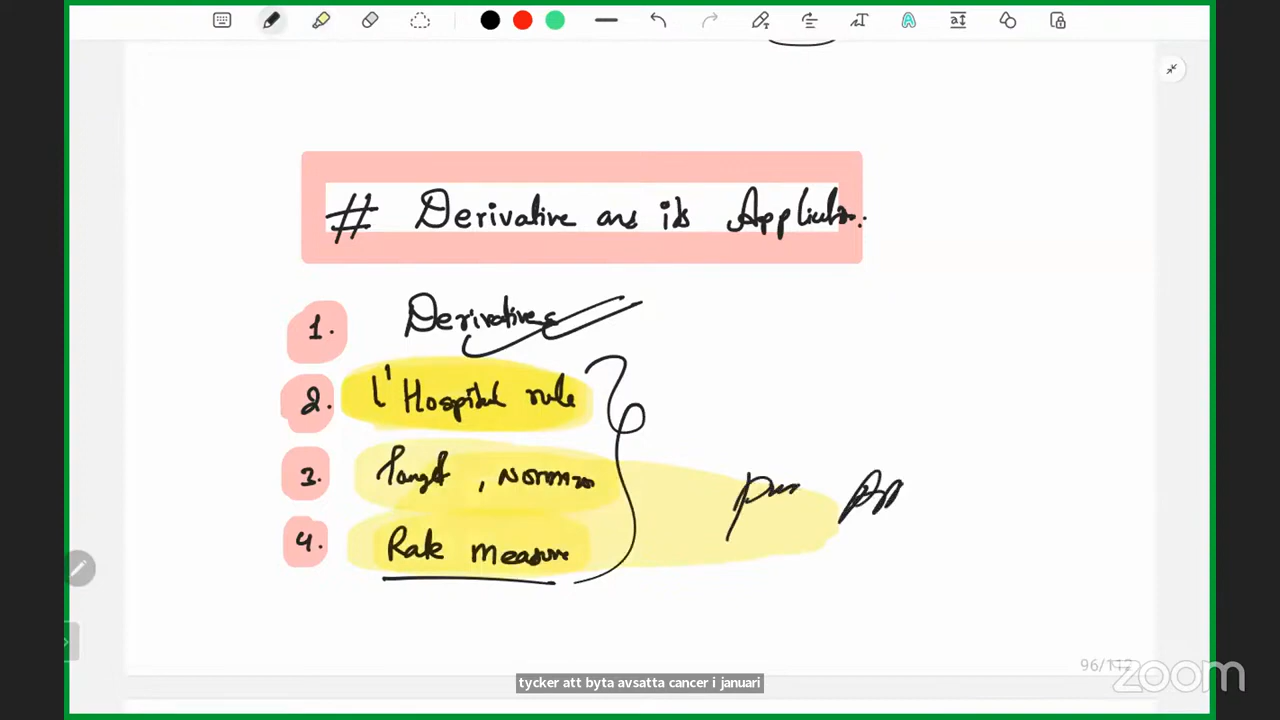 # Derivative and its Application.
1. Derivatives
2. l'Hospital rule
3. Tangt, Normal
4. Rate measure
96/112
zoom
tycker att byta avsatta cancer i januari